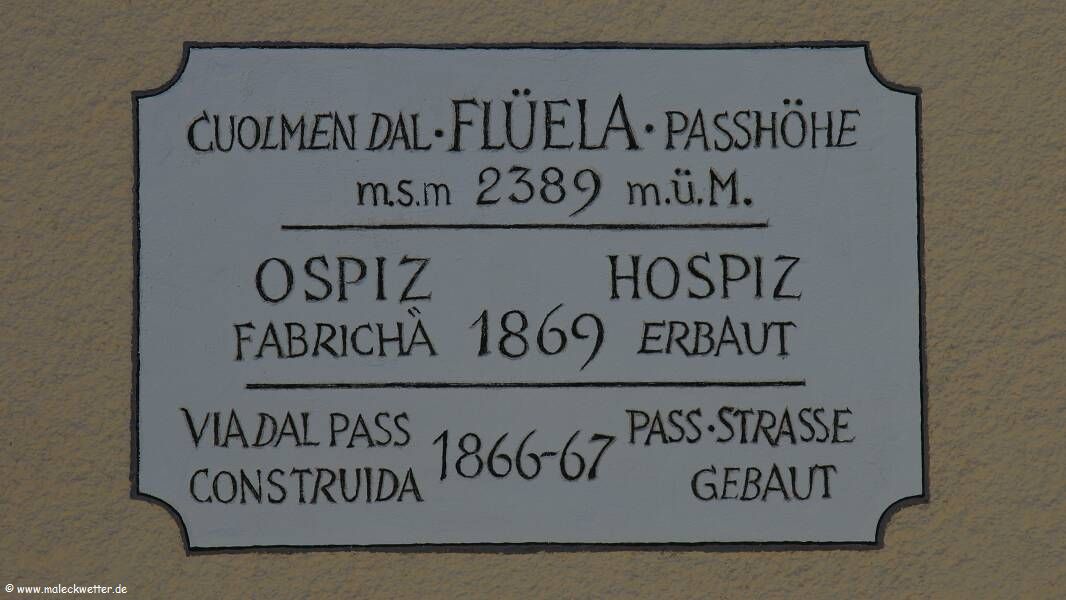 CUOLMEN DAL · FLÜELA · PASSHÖHE
m.s.m 2389 m.ü.M.
OSPIZ HOSPIZ
FABRICHÀ 1869 ERBAUT
VIA DAL PASS 1866-67 PASS·STRASSE
CONSTRUIDA GEBAUT
© www.maleckwetter.de